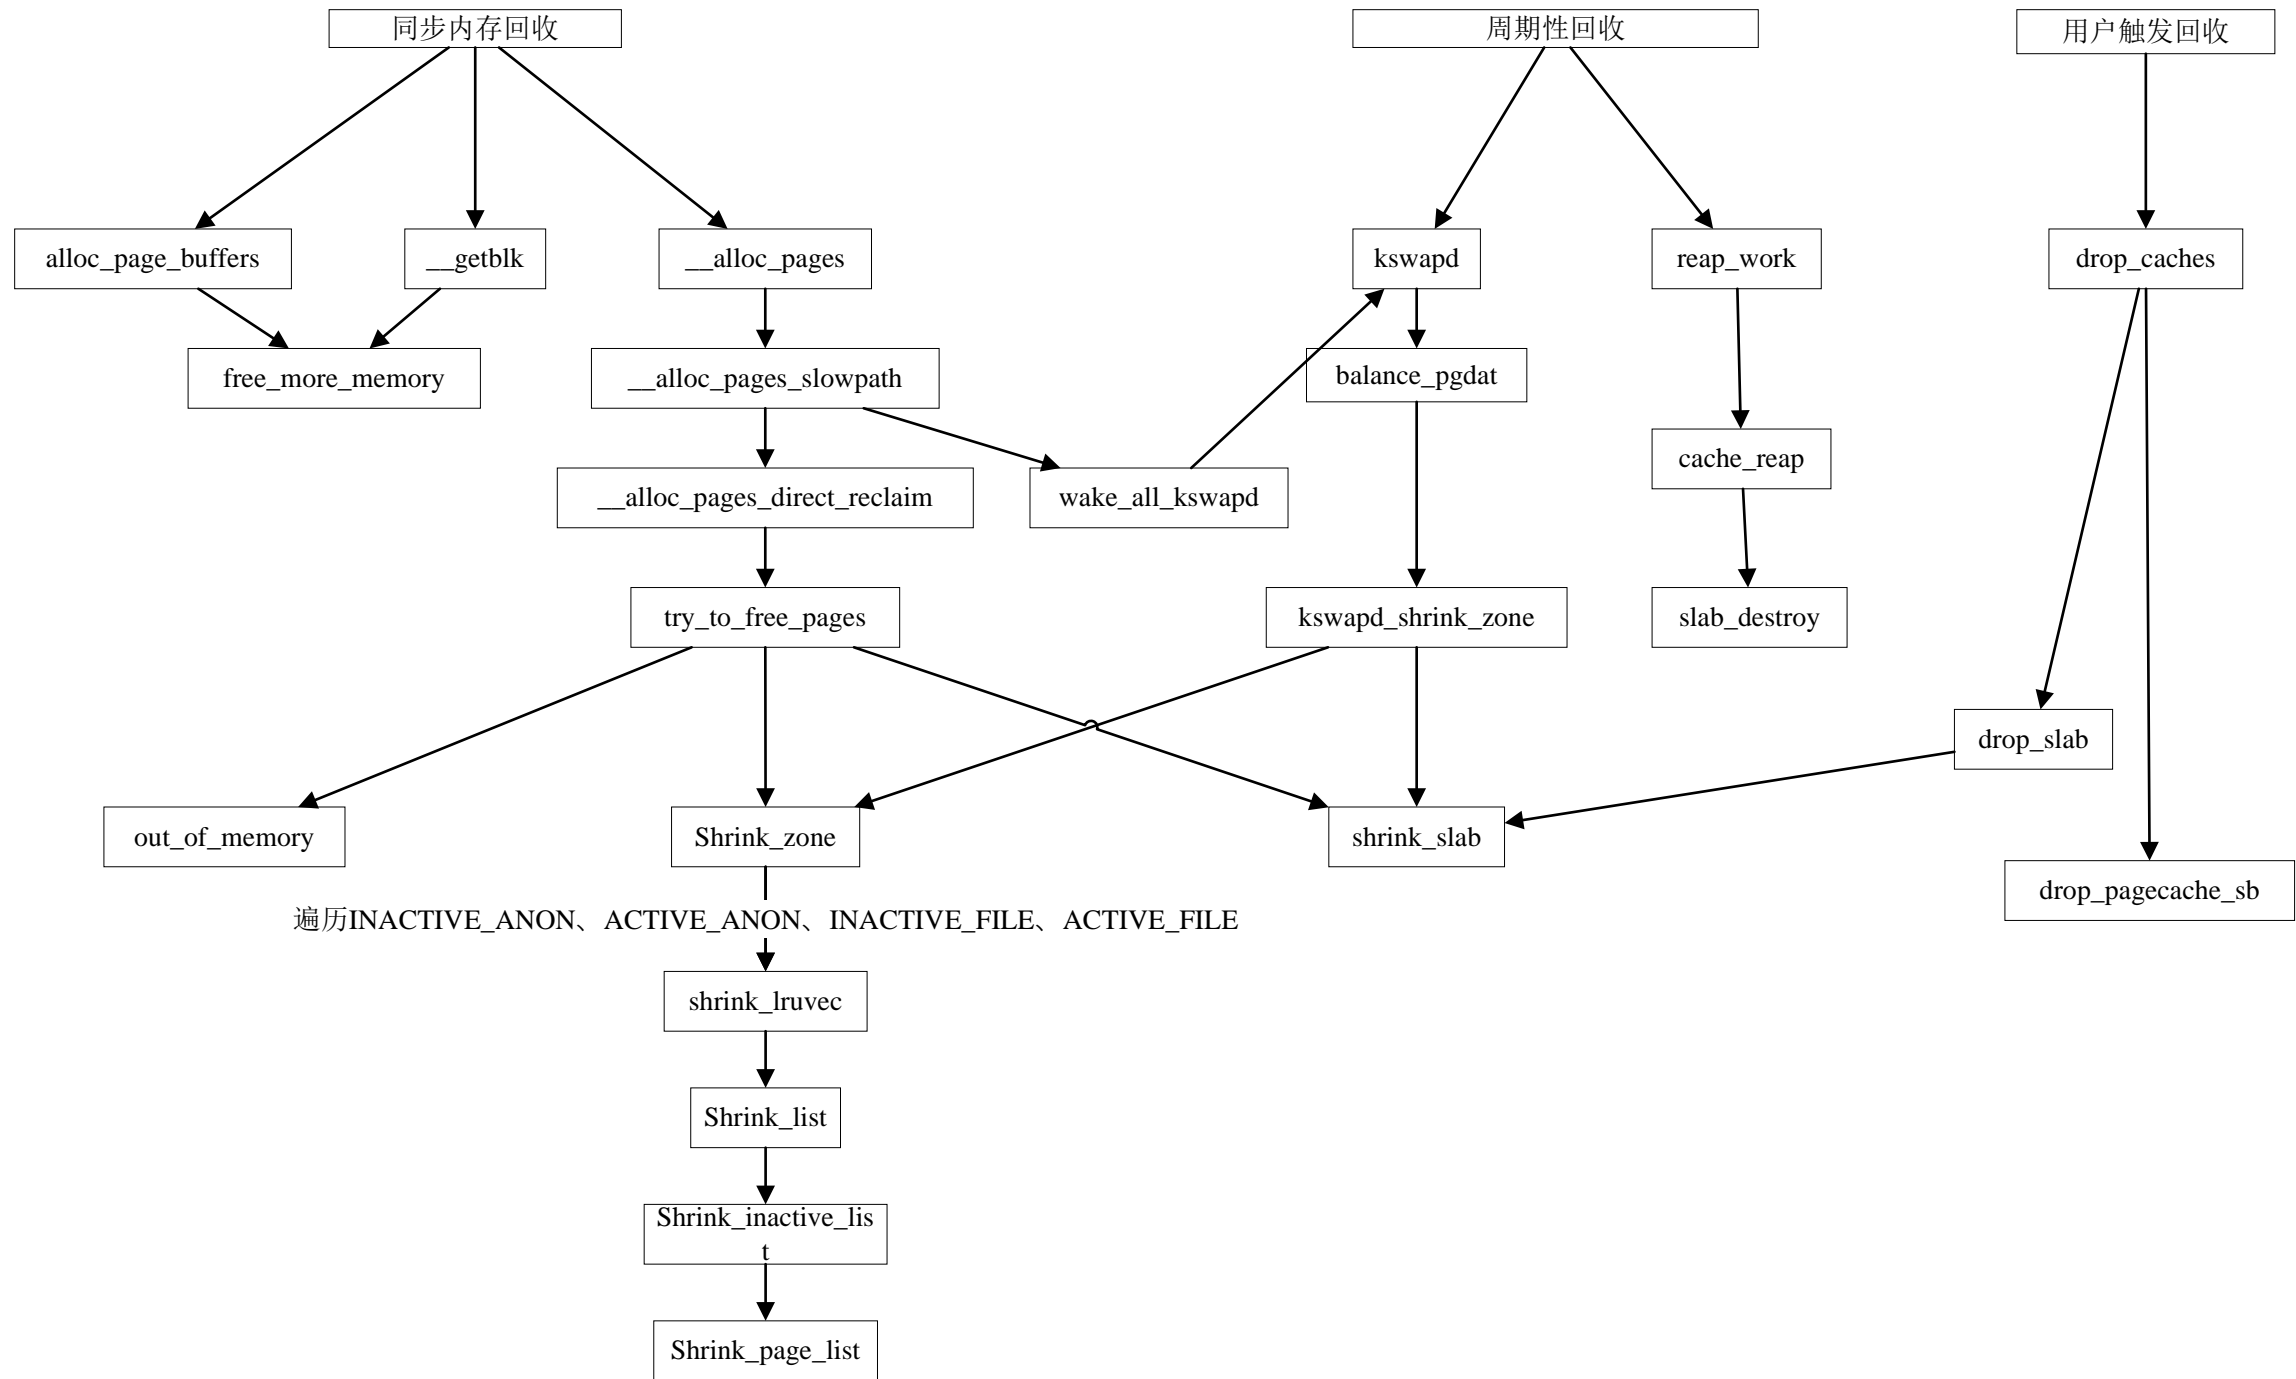 同步内存回收
周期性回收
用户触发回收
alloc_page_buffers
__getblk
__alloc_pages
kswapd
reap_work
drop_caches
free_more_memory
__alloc_pages_slowpath
balance_pgdat
cache_reap
__alloc_pages_direct_reclaim
wake_all_kswapd
try_to_free_pages
kswapd_shrink_zone
slab_destroy
drop_slab
out_of_memory
Shrink_zone
shrink_slab
drop_pagecache_sb
遍历INACTIVE_ANON、ACTIVE_ANON、INACTIVE_FILE、ACTIVE_FILE
shrink_lruvec
Shrink_list
Shrink_inactive_lis
t
Shrink_page_list